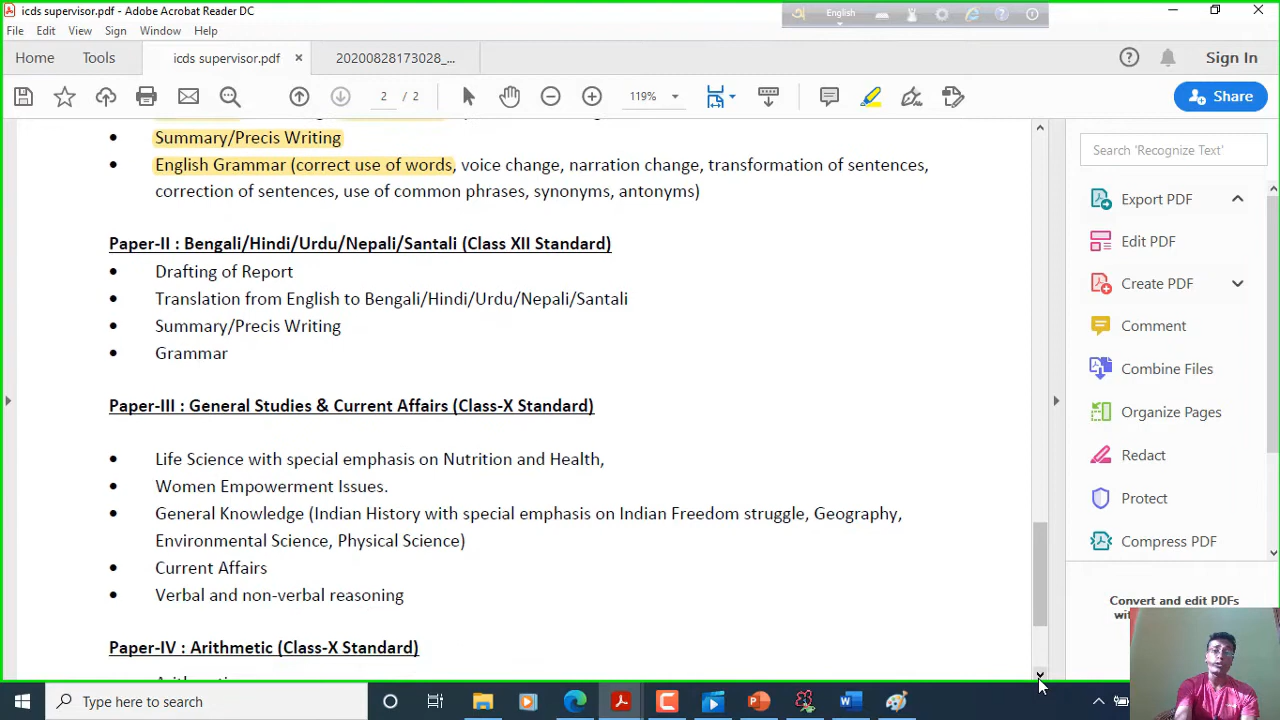 icds supervisor.pdf - Adobe Acrobat Reader DC
English
File Edit View Sign Window Help
Home Tools icds supervisor.pdf × 20200828173028_... Sign In
2 / 2 119% Share
Summary/Precis Writing
English Grammar (correct use of words, voice change, narration change, transformation of sentences,
correction of sentences, use of common phrases, synonyms, antonyms)
Paper-II : Bengali/Hindi/Urdu/Nepali/Santali (Class XII Standard)
Drafting of Report
Translation from English to Bengali/Hindi/Urdu/Nepali/Santali
Summary/Precis Writing
Grammar
Paper-III : General Studies & Current Affairs (Class-X Standard)
Life Science with special emphasis on Nutrition and Health,
Women Empowerment Issues.
General Knowledge (Indian History with special emphasis on Indian Freedom struggle, Geography,
Environmental Science, Physical Science)
Current Affairs
Verbal and non-verbal reasoning
Paper-IV : Arithmetic (Class-X Standard)
Search 'Recognize Text'
Export PDF
Edit PDF
Create PDF
Comment
Combine Files
Organize Pages
Redact
Protect
Compress PDF
Convert and edit PDFs
Type here to search